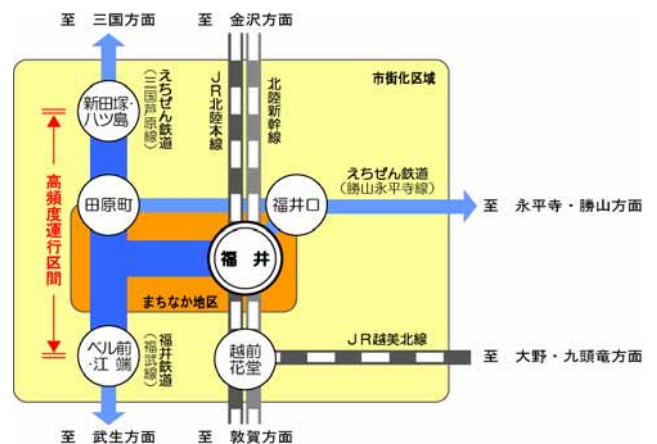 至　三国方面
至　金沢方面
市街化区域
えちぜん鉄道
（三国芦原線）
JR北陸本線
北陸新幹線
新田塚・
八ツ島
高頻度運行区間
田原町
福井口
えちぜん鉄道
（勝山永平寺線）
至　永平寺・勝山方面
福井
まちなか地区
ベル前
・江端
福井鉄道
（福武線）
越前
花堂
JR越美北線
至　大野・九頭竜方面
至　武生方面
至　敦賀方面